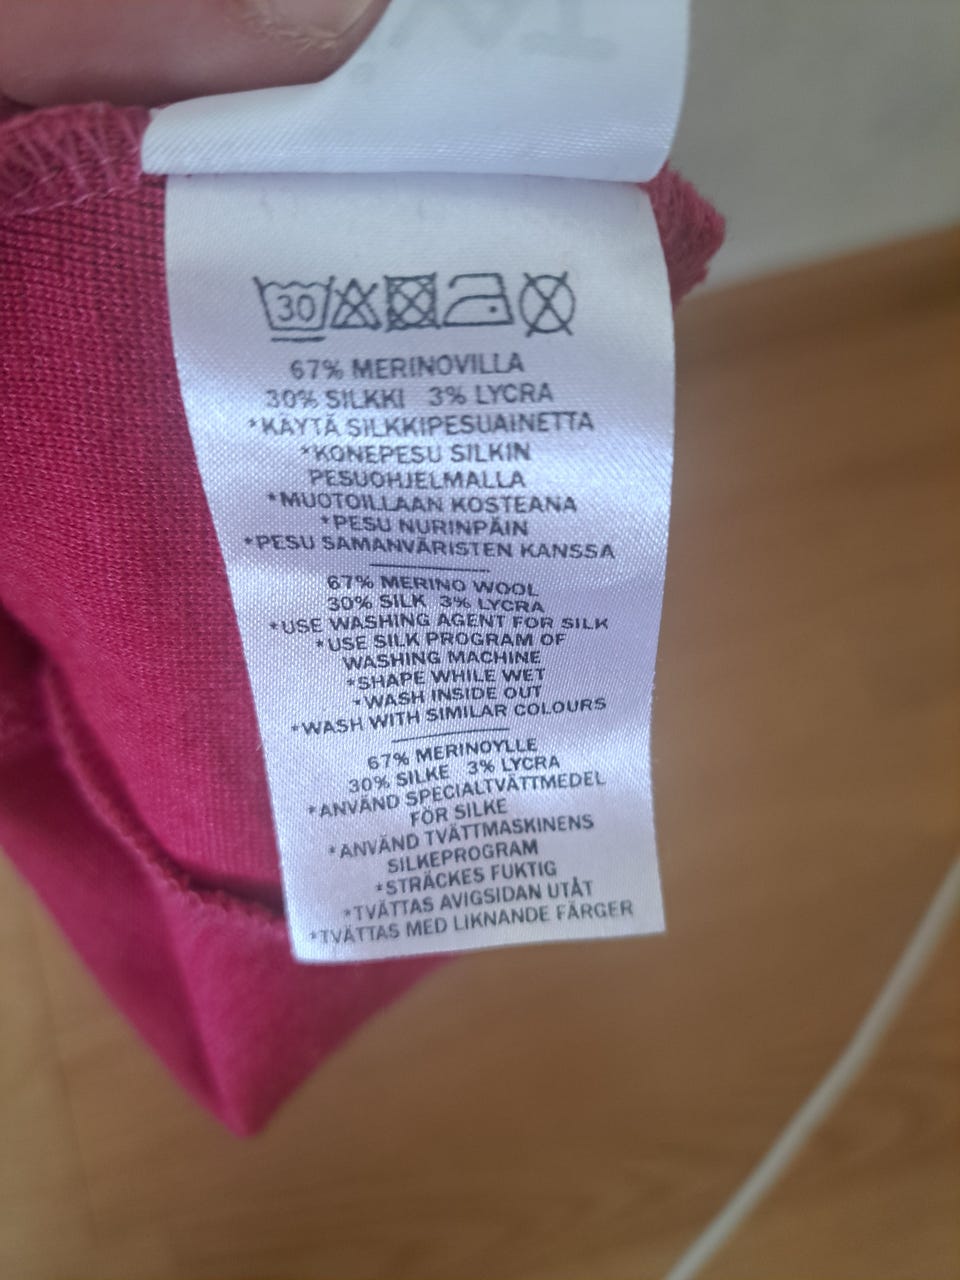 30
67% MERINOVILLA
30% SILKKI 3% LYCRA
*KÄYTÄ SILKKIPESUAINETTA
*KONEPESU SILKIN
PESUOHJELMALLA
*MUOTOILLAAN KOSTEANA
*PESU NURINPÄIN
*PESU SAMANVÄRISTEN KANSSA
67% MERINO WOOL
30% SILK 3% LYCRA
*USE WASHING AGENT FOR SILK
*USE SILK PROGRAM OF
WASHING MACHINE
*SHAPE WHILE WET
*WASH INSIDE OUT
*WASH WITH SIMILAR COLOURS
67% MERINOYLLE
30% SILKE 3% LYCRA
*ANVÄND SPECIALTVÄTTMEDEL
FÖR SILKE
*ANVÄND TVÄTTMASKINENS
SILKEPROGRAM
*STRÄCKES FUKTIG
*TVÄTTAS AVIGSIDAN UTÅT
*TVÄTTAS MED LIKNANDE FÄRGER